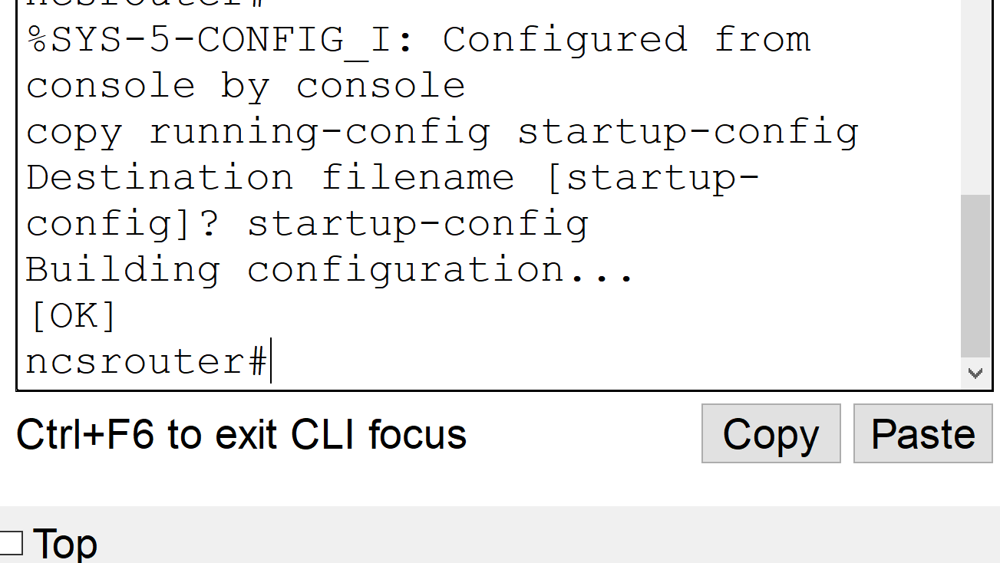 ncsrouter#
%SYS-5-CONFIG_I: Configured from
console by console
copy running-config startup-config
Destination filename [startup-
config]? startup-config
Building configuration...
[OK]
ncsrouter#
Ctrl+F6 to exit CLI focus
Copy
Paste
Top